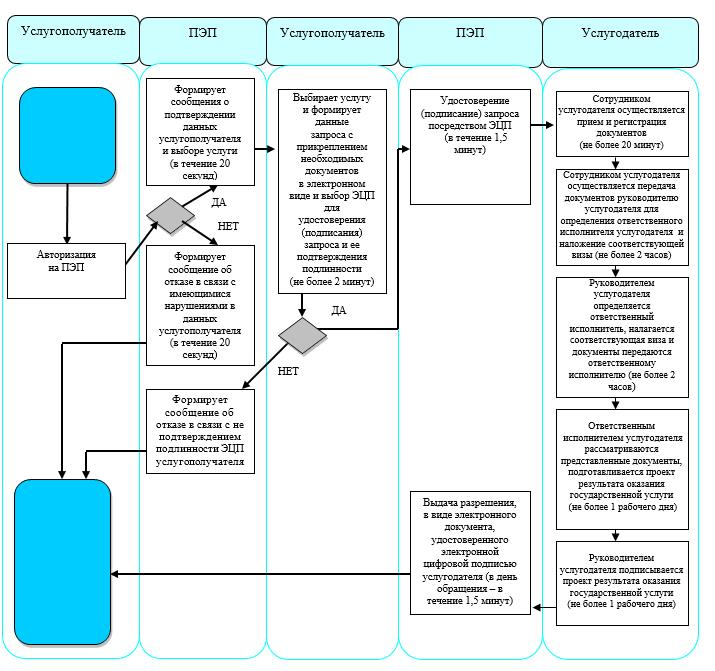 Услугополучатель
ПЭП
Услугополучатель
ПЭП
Услугодатель
Авторизация
на ПЭП
Формирует
сообщения о
подтверждении
данных
услугополучателя
и выборе услуги
(в течение 20
секунд)
ДА
НЕТ
Формирует
сообщение об
отказе в связи с
имеющимися
нарушениями в
данных
услугополучателя
(в течение 20
секунд)
Формирует
сообщение об
отказе в связи с не
подтверждением
подлинности ЭЦП
услугополучателя
Выбирает услугу
и формирует
данные
запроса с
прикреплением
необходимых
документов
в электронном
виде и выбор ЭЦП
для
удостоверения
(подписания)
запроса и ее
подтверждения
подлинности
(не более 2 минут)
ДА
НЕТ
Удостоверение
(подписание) запроса
посредством ЭЦП
(в течение 1,5
минут)
Выдача разрешения,
в виде электронного
документа,
удостоверенного
электронной
цифровой подписью
услугодателя (в день
обращения – в
течение 1,5 минут)
Сотрудником
услугодателя осуществляется
прием и регистрация
документов
(не более 20 минут)
Сотрудником услугодателя
осуществляется передача
документов руководителю
услугодателя для
определения ответственного
исполнителя услугодателя и
наложение соответствующей
визы (не более 2 часов)
Руководителем
услугодателя
определяется
ответственный
исполнитель, налагается
соответствующая виза и
документы передаются
ответственному
исполнителю (не более 2
часов)
Ответственным
исполнителем услугодателя
рассматриваются
представленные документы,
подготавливается проект
результата оказания
государственной услуги
(не более 1 рабочего дня)
Руководителем
услугодателя подписывается
проект результата оказания
государственной услуги
(не более 1 рабочего дня)